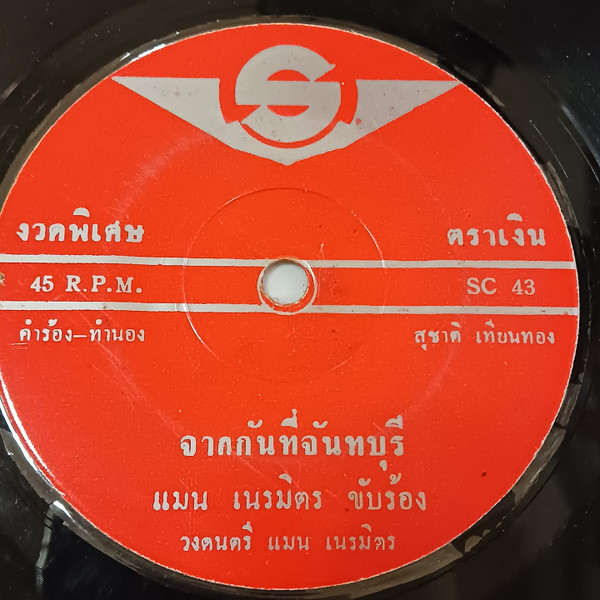 S
งวดพิเศษ ตราเงิน
45 R.P.M. SC 43
คำร้อง—ทำนอง สุชาติ เทียนทอง
จากกันที่จันทบุรี
แมน เนรมิตร ขับร้อง
วงดนตรี แมน เนรมิตร